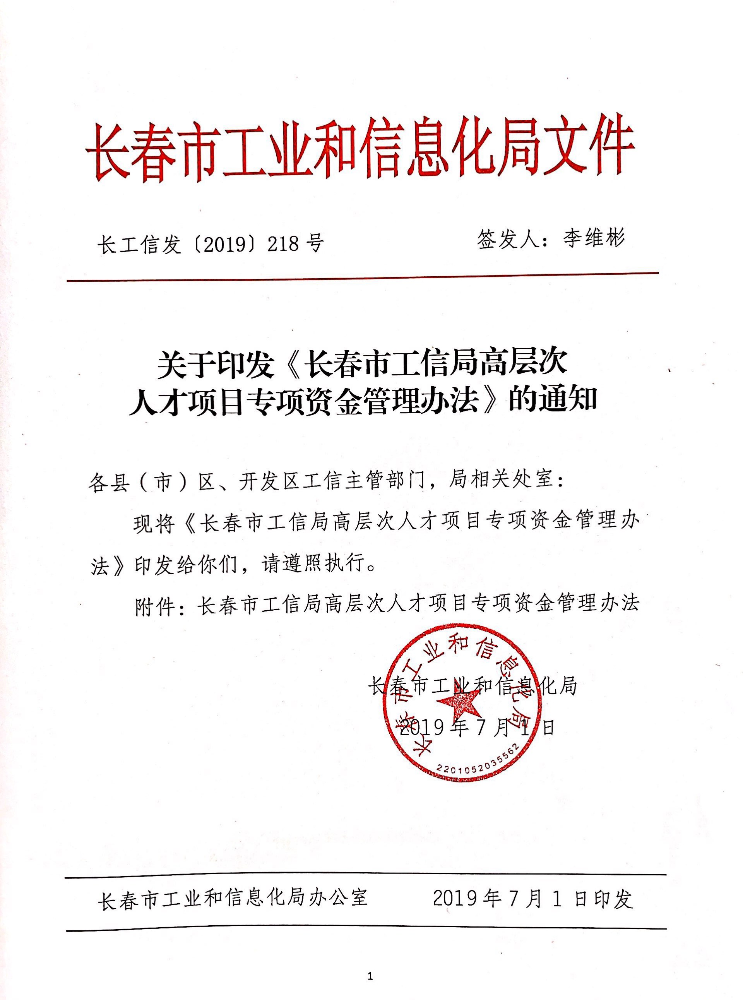 长春市工业和信息化局文件
长工信发〔2019〕218 号 签发人：李维彬
关于印发《长春市工信局高层次
人才项目专项资金管理办法》的通知
各县（市）区、开发区工信主管部门，局相关处室：
现将《长春市工信局高层次人才项目专项资金管理办
法》印发给你们，请遵照执行。
附件：长春市工信局高层次人才项目专项资金管理办法
长春市工业和信息化局
2019 年 7 月 1 日
长春市工业和信息化局
2201052035562
长春市工业和信息化局办公室 2019 年 7 月 1 日印发
1